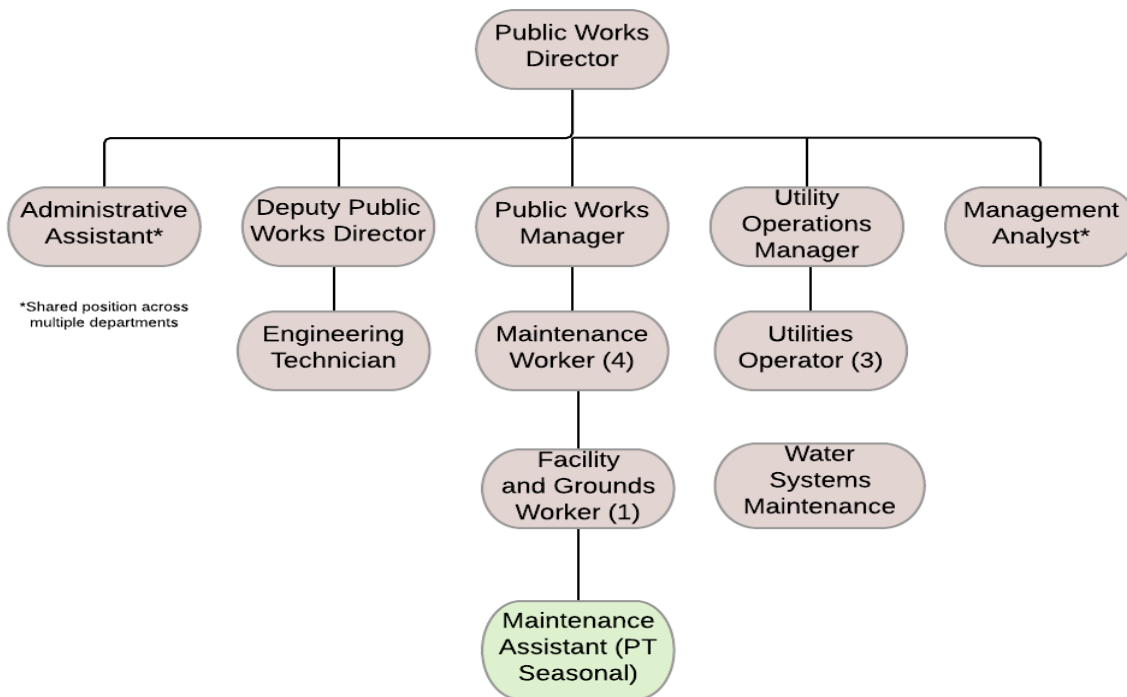 Public Works
Director
Administrative
Assistant*
Deputy Public
Works Director
Public Works
Manager
Utility
Operations
Manager
Management
Analyst*
*Shared position across
multiple departments
Engineering
Technician
Maintenance
Worker (4)
Utilities
Operator (3)
Facility
and Grounds
Worker (1)
Water
Systems
Maintenance
Maintenance
Assistant (PT
Seasonal)